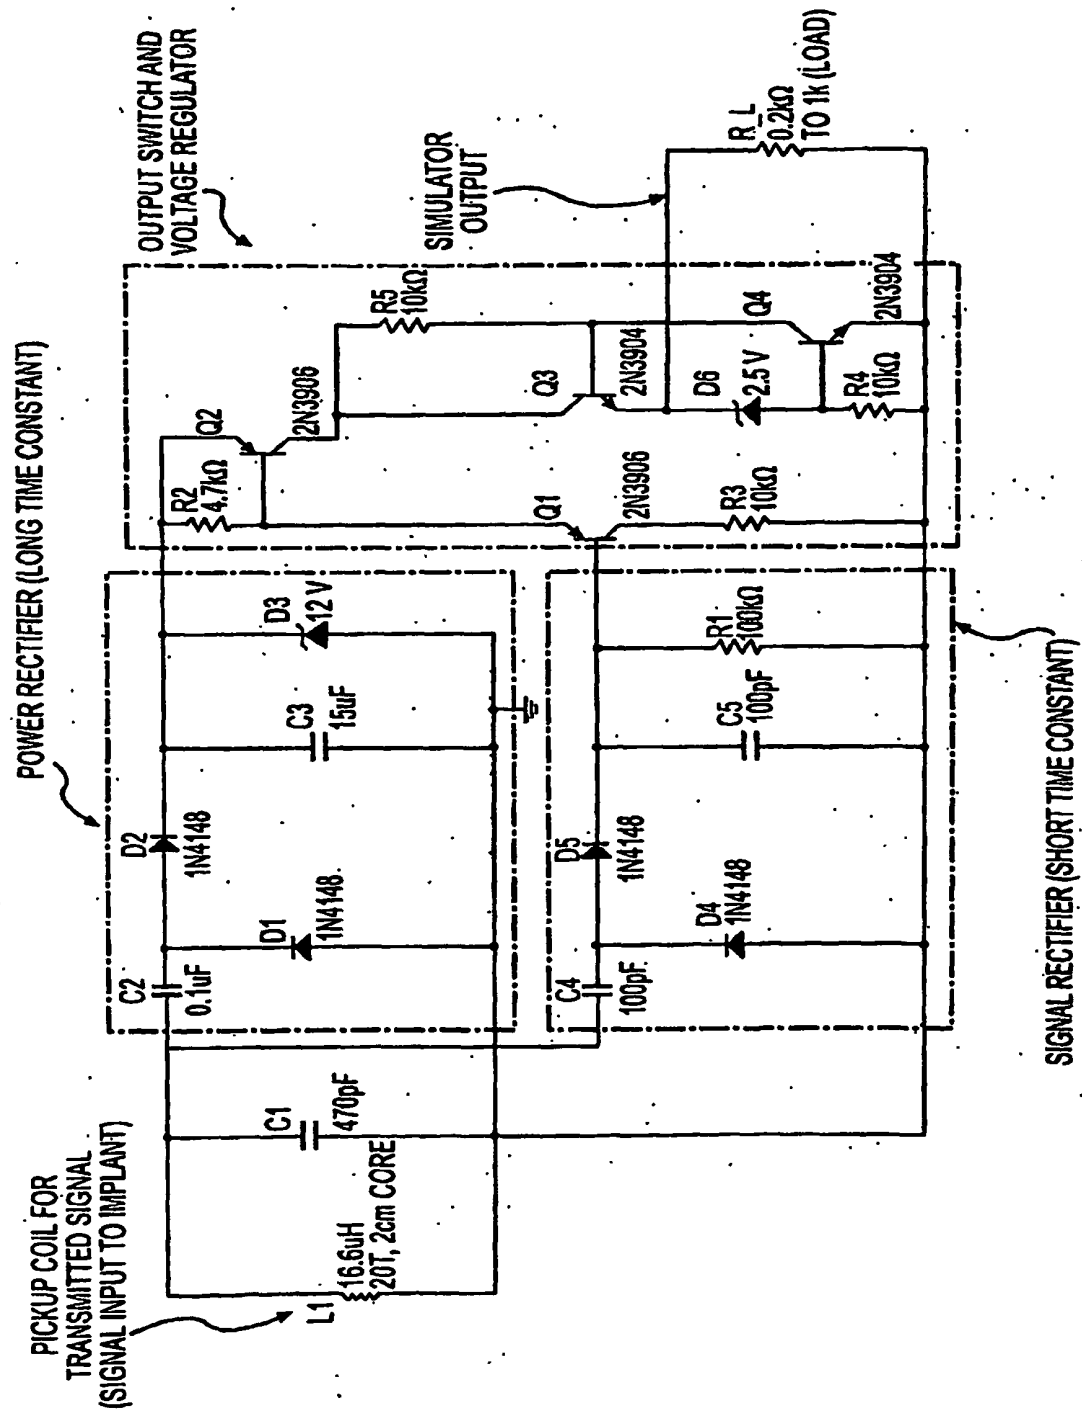 PICKUP COIL FOR
TRANSMITTED SIGNAL
(SIGNAL INPUT TO IMPLANT)
L1
16.6uH
20T, 2cm CORE
C1
470pF
POWER RECTIFIER (LONG TIME CONSTANT)
C2
0.1uF
D1
1N4148
D2
1N4148
C3
15uF
D3
12 V
C4
100pF
D4
1N4148
D5
1N4148
C5
100pF
R1
100kΩ
SIGNAL RECTIFIER (SHORT TIME CONSTANT)
OUTPUT SWITCH AND
VOLTAGE REGULATOR
R2
4.7kΩ
Q2
2N3906
Q1
2N3906
R3
10kΩ
R5
10kΩ
Q3
2N3904
D6
2.5 V
Q4
2N3904
R4
10kΩ
SIMULATOR
OUTPUT
R_L
0.2kΩ
TO 1k (LOAD)